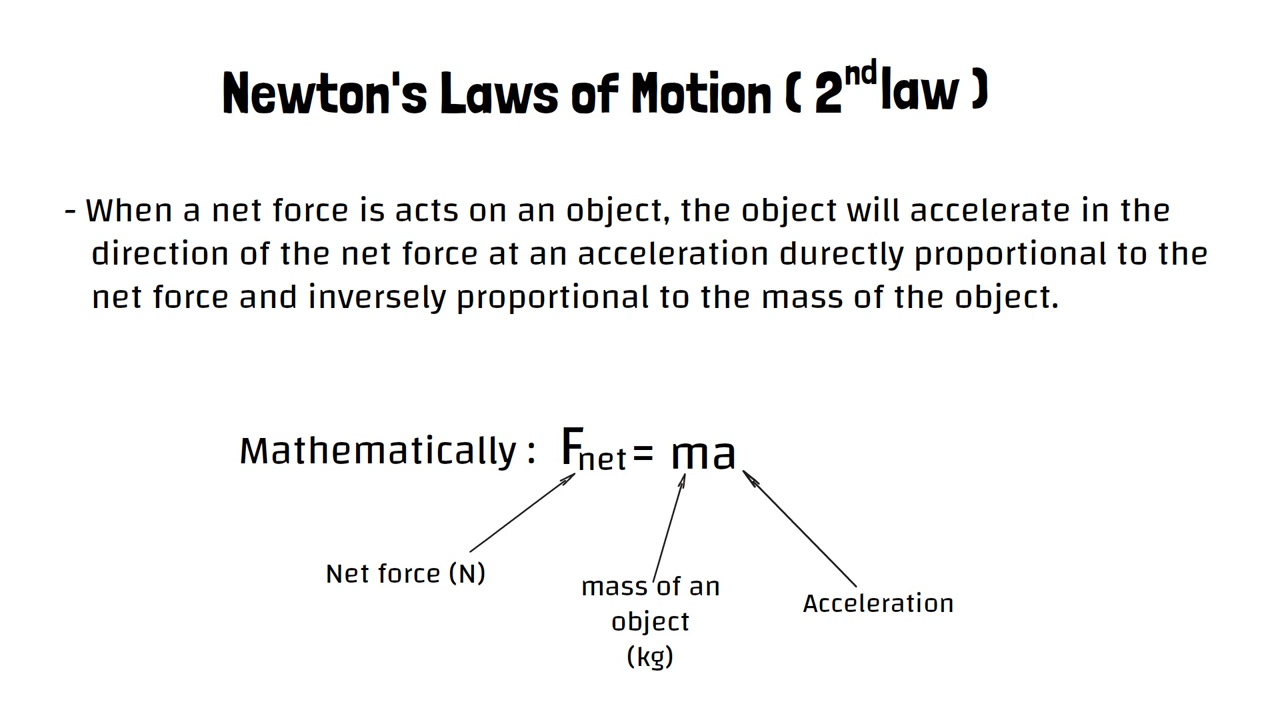 Newton's Laws of Motion ( 2nd law )
- When a net force is acts on an object, the object will accelerate in the
direction of the net force at an acceleration durectly proportional to the
net force and inversely proportional to the mass of the object.
Mathematically : Fnet = ma
Net force (N)
mass of an
object
(kg)
Acceleration